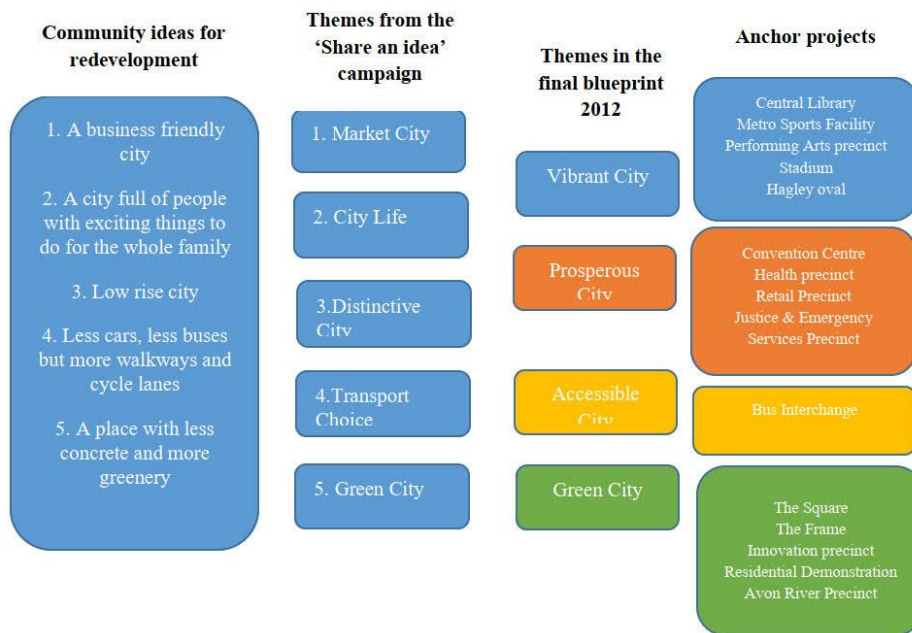 Community ideas for
redevelopment
1. A business friendly
city
2. A city full of people
with exciting things to
do for the whole family
3. Low rise city
4. Less cars, less buses
but more walkways and
cycle lanes
5. A place with less
concrete and more
greenery
Themes from the
‘Share an idea’
campaign
1. Market City
2. City Life
3.Distinctive
City
4.Transport
Choice
5. Green City
Themes in the
final blueprint
2012
Vibrant City
Prosperous
City
Accessible
City
Green City
Anchor projects
Central Library
Metro Sports Facility
Performing Arts precinct
Stadium
Hagley oval
Convention Centre
Health precinct
Retail Precinct
Justice & Emergency
Services Precinct
Bus Interchange
The Square
The Frame
Innovation precinct
Residential Demonstration
Avon River Precinct